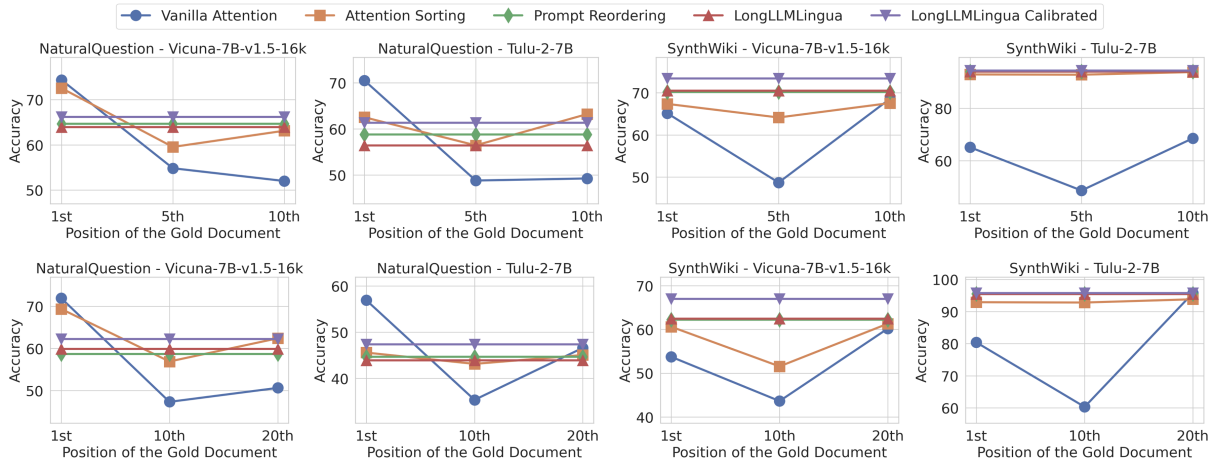 Vanilla Attention Attention Sorting Prompt Reordering LongLLMLingua LongLLMLingua Calibrated
NaturalQuestion - Vicuna-7B-v1.5-16k
Accuracy
70
60
50
1st 5th 10th
Position of the Gold Document
NaturalQuestion - Tulu-2-7B
Accuracy
70
60
50
1st 5th 10th
Position of the Gold Document
SynthWiki - Vicuna-7B-v1.5-16k
Accuracy
70
60
50
1st 5th 10th
Position of the Gold Document
SynthWiki - Tulu-2-7B
Accuracy
80
60
1st 5th 10th
Position of the Gold Document
NaturalQuestion - Vicuna-7B-v1.5-16k
Accuracy
70
60
50
1st 10th 20th
Position of the Gold Document
NaturalQuestion - Tulu-2-7B
Accuracy
60
50
40
1st 10th 20th
Position of the Gold Document
SynthWiki - Vicuna-7B-v1.5-16k
Accuracy
70
60
50
40
1st 10th 20th
Position of the Gold Document
SynthWiki - Tulu-2-7B
Accuracy
100
90
80
70
60
1st 10th 20th
Position of the Gold Document